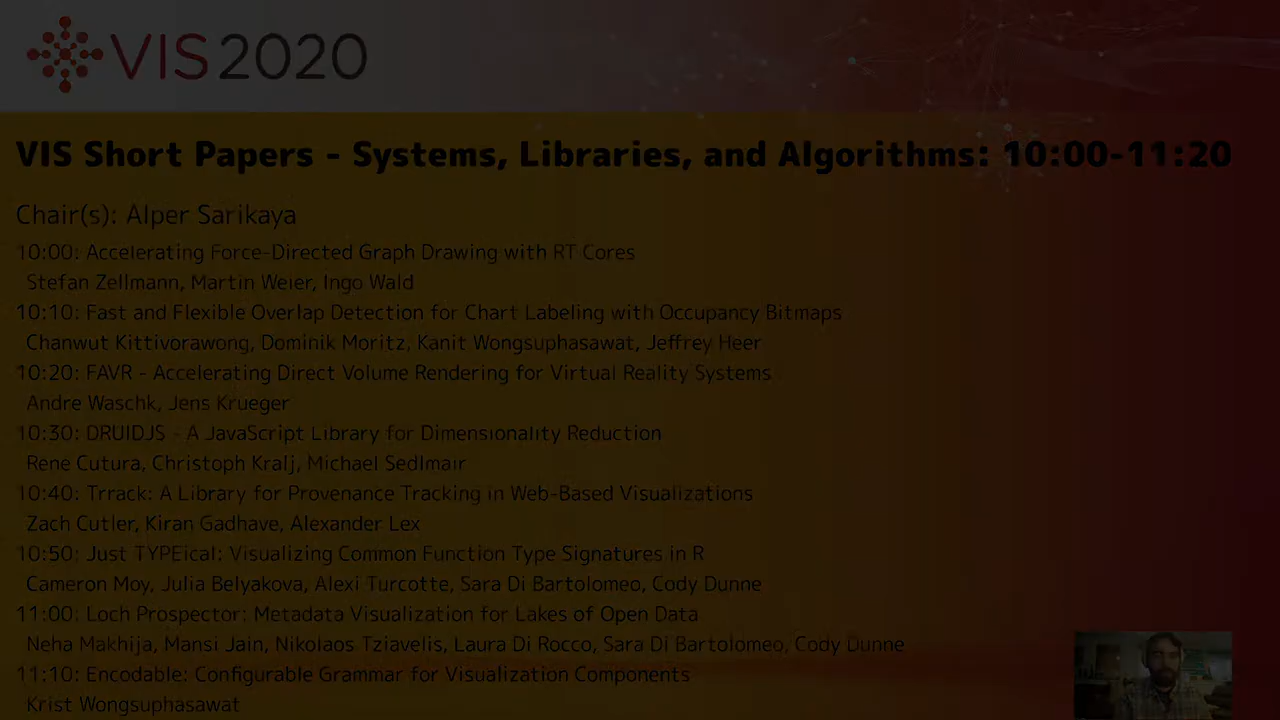 VIS2020
VIS Short Papers - Systems, Libraries, and Algorithms: 10:00-11:20
Chair(s): Alper Sarikaya
10:00: Accelerating Force-Directed Graph Drawing with RT Cores
Stefan Zellmann, Martin Weier, Ingo Wald
10:10: Fast and Flexible Overlap Detection for Chart Labeling with Occupancy Bitmaps
Chanwut Kittivorawong, Dominik Moritz, Kanit Wongsuphasawat, Jeffrey Heer
10:20: FAVR - Accelerating Direct Volume Rendering for Virtual Reality Systems
Andre Waschk, Jens Krueger
10:30: DRUIDJS - A JavaScript Library for Dimensionality Reduction
Rene Cutura, Christoph Kralj, Michael Sedlmair
10:40: Trrack: A Library for Provenance Tracking in Web-Based Visualizations
Zach Cutler, Kiran Gadhave, Alexander Lex
10:50: Just TYPEical: Visualizing Common Function Type Signatures in R
Cameron Moy, Julia Belyakova, Alexi Turcotte, Sara Di Bartolomeo, Cody Dunne
11:00: Loch Prospector: Metadata Visualization for Lakes of Open Data
Neha Makhija, Mansi Jain, Nikolaos Tziavelis, Laura Di Rocco, Sara Di Bartolomeo, Cody Dunne
11:10: Encodable: Configurable Grammar for Visualization Components
Krist Wongsuphasawat